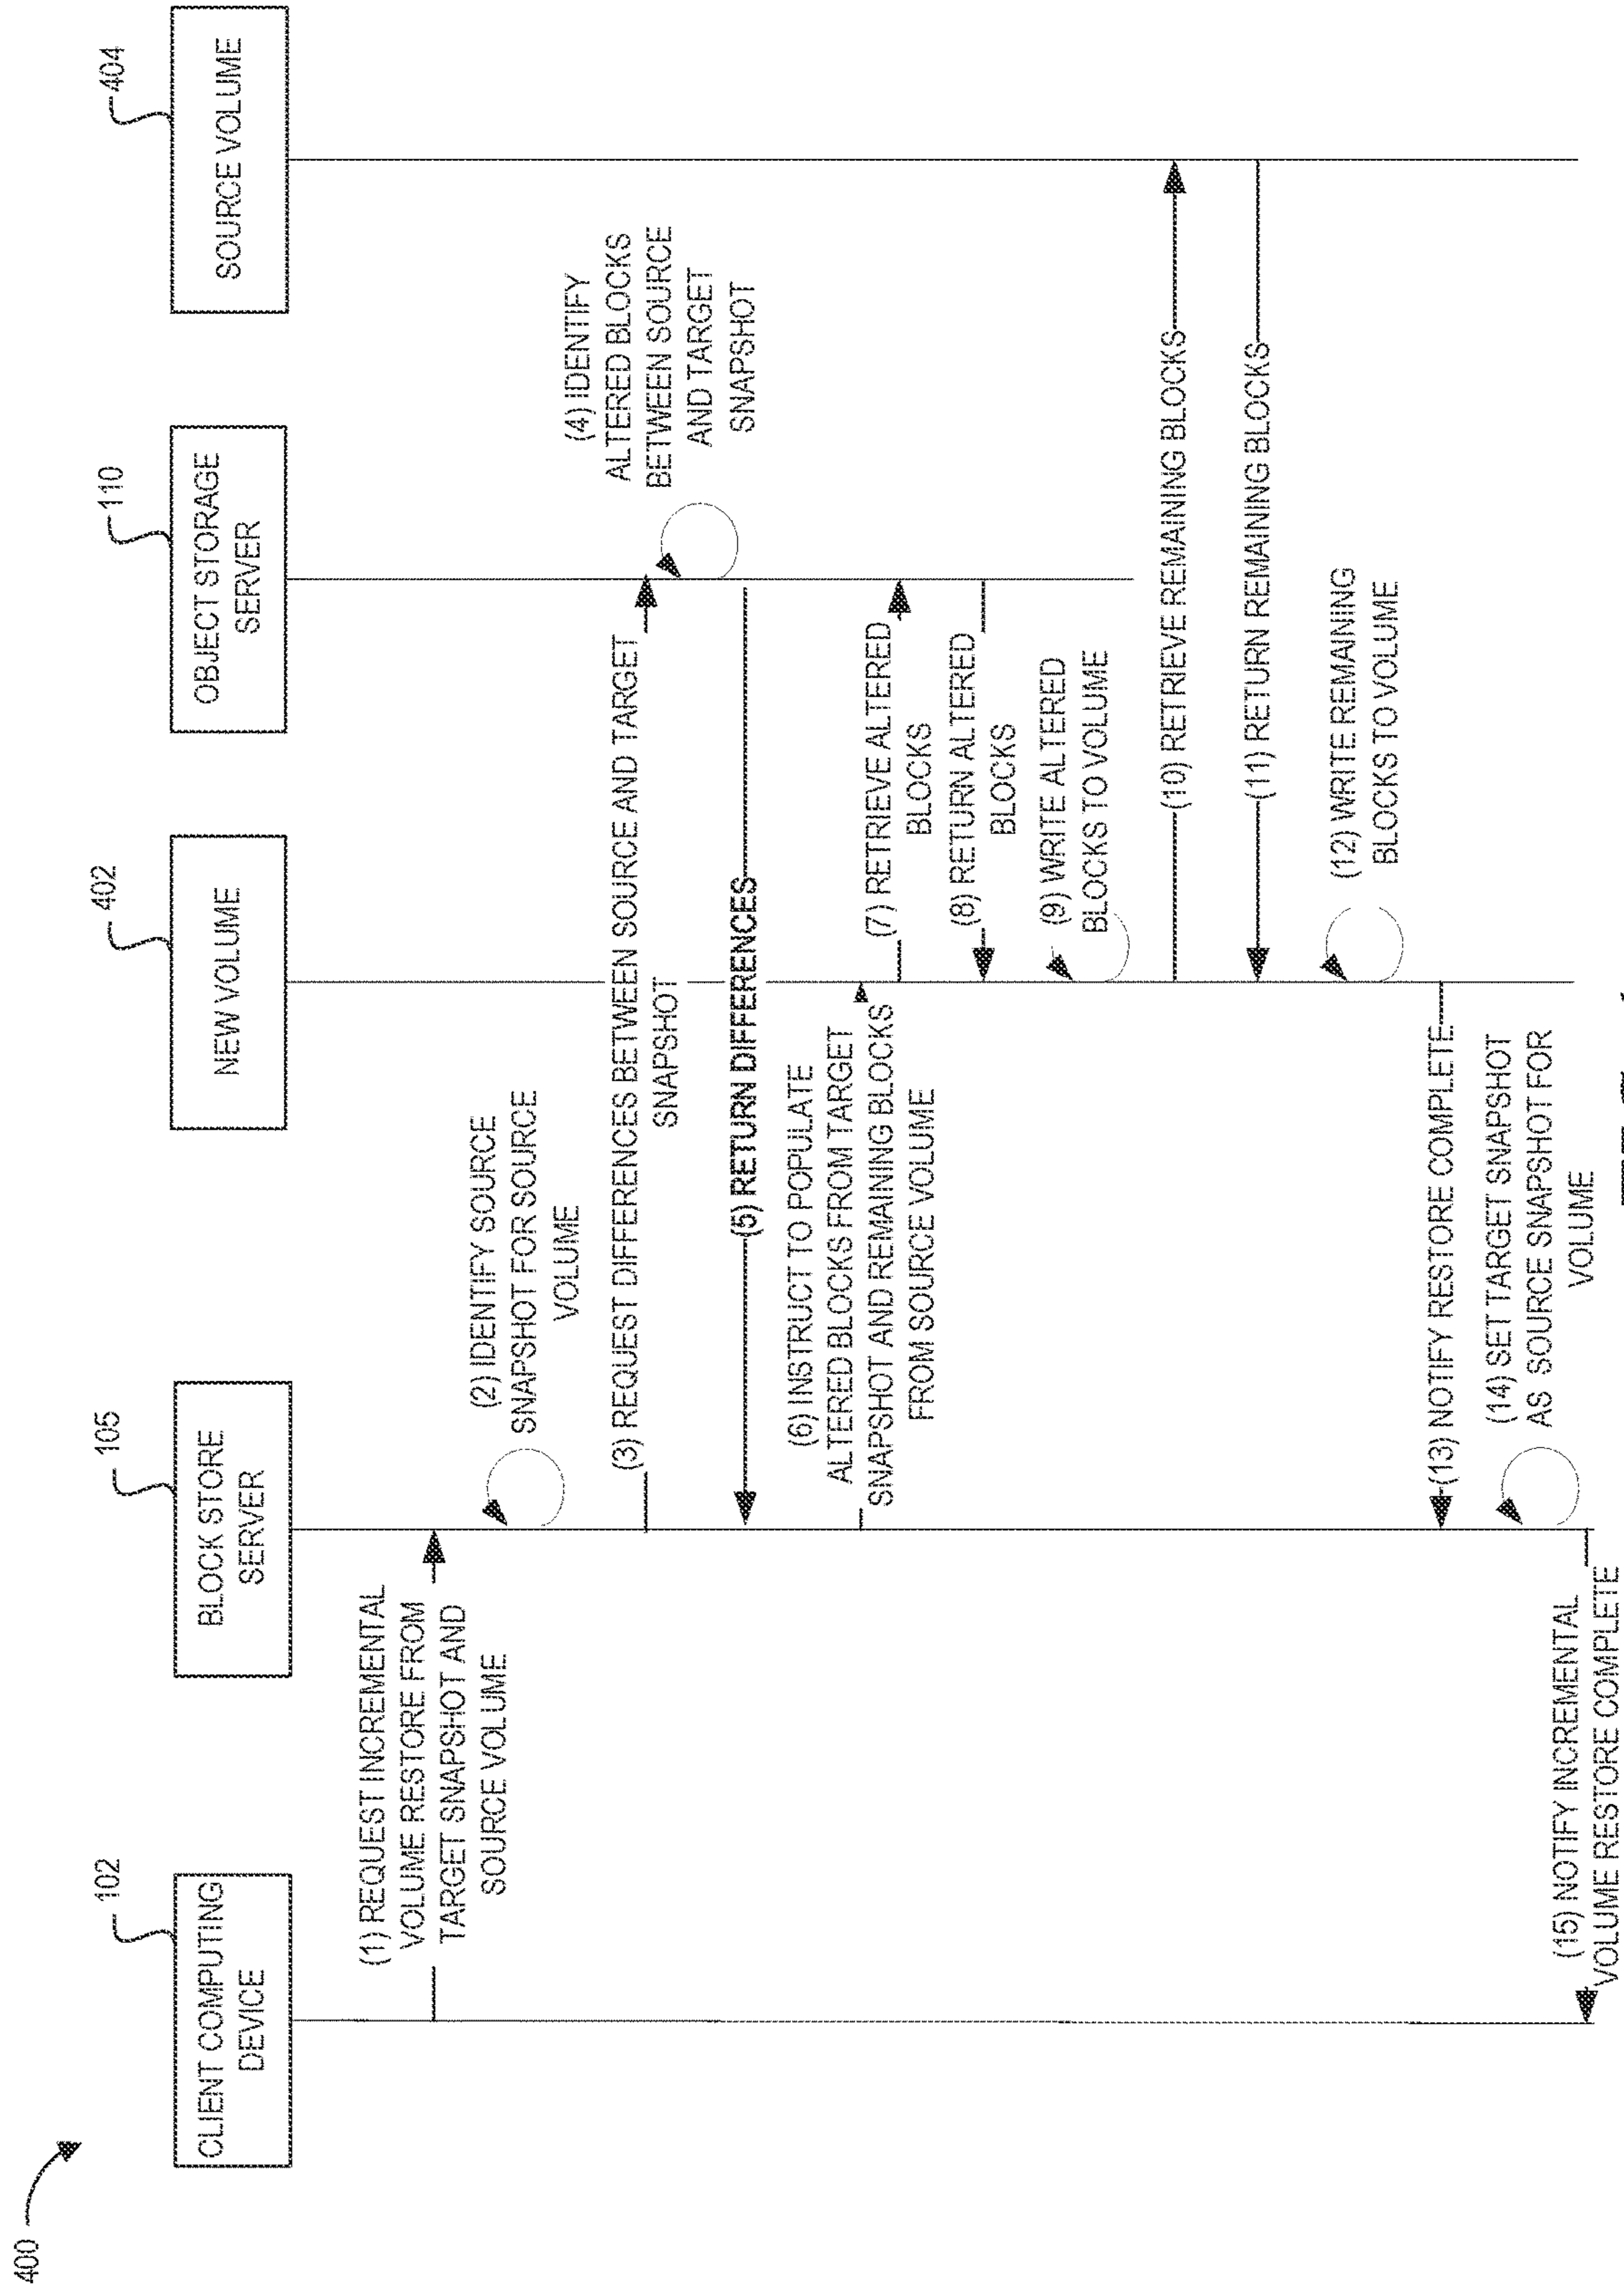 400
102
CLIENT COMPUTING
DEVICE
105
BLOCK STORE
SERVER
402
NEW VOLUME
110
OBJECT STORAGE
SERVER
404
SOURCE VOLUME
(1) REQUEST INCREMENTAL
VOLUME RESTORE FROM
TARGET SNAPSHOT AND
SOURCE VOLUME
(2) IDENTIFY SOURCE
SNAPSHOT FOR SOURCE
VOLUME
(3) REQUEST DIFFERENCES BETWEEN SOURCE AND TARGET
SNAPSHOT
(4) IDENTIFY
ALTERED BLOCKS
BETWEEN SOURCE
AND TARGET
SNAPSHOT
(5) RETURN DIFFERENCES
(6) INSTRUCT TO POPULATE
ALTERED BLOCKS FROM TARGET
SNAPSHOT AND REMAINING BLOCKS
FROM SOURCE VOLUME
(7) RETRIEVE ALTERED
BLOCKS
(8) RETURN ALTERED
BLOCKS
(9) WRITE ALTERED
BLOCKS TO VOLUME
(10) RETRIEVE REMAINING BLOCKS
(11) RETURN REMAINING BLOCKS
(12) WRITE REMAINING
BLOCKS TO VOLUME
(13) NOTIFY RESTORE COMPLETE
(14) SET TARGET SNAPSHOT
AS SOURCE SNAPSHOT FOR
VOLUME
(15) NOTIFY INCREMENTAL
VOLUME RESTORE COMPLETE